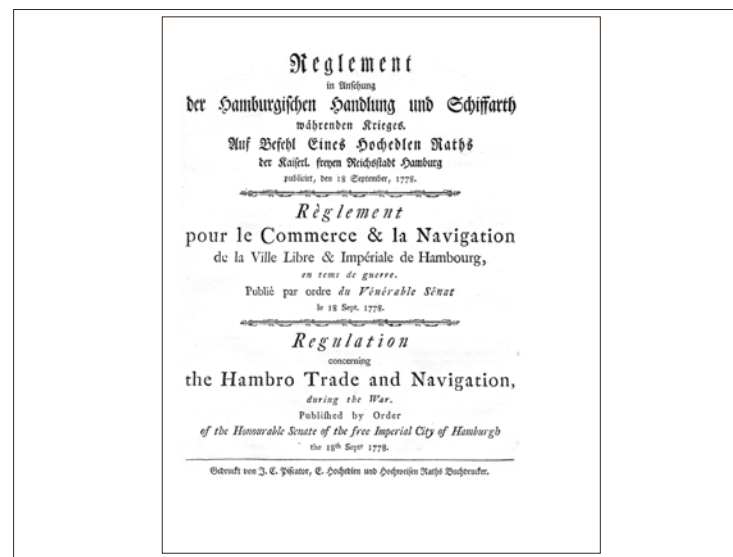 Reglement
in Ansehung
der Hamburgischen Handlung und Schiffarth
währenden Krieges.
Auf Befehl Eines Hochedlen Raths
der Kaiserl. freyen Reichsstadt Hamburg
publicirt, den 18 September, 1778.
Règlement
pour le Commerce & la Navigation
de la Ville Libre & Impériale de Hambourg,
en tems de guerre.
Publié par ordre du Vénérable Sénat
le 18 Sept. 1778.
Regulation
concerning
the Hambro Trade and Navigation,
during the War.
Publiſhed by Order
of the Honourable Senate of the free Imperial City of Hamburgh
the 18th Sepr 1778.
Gedruckt von J. C. Piscator, E. Hochedlen und Hochweisen Raths Buchdrucker.